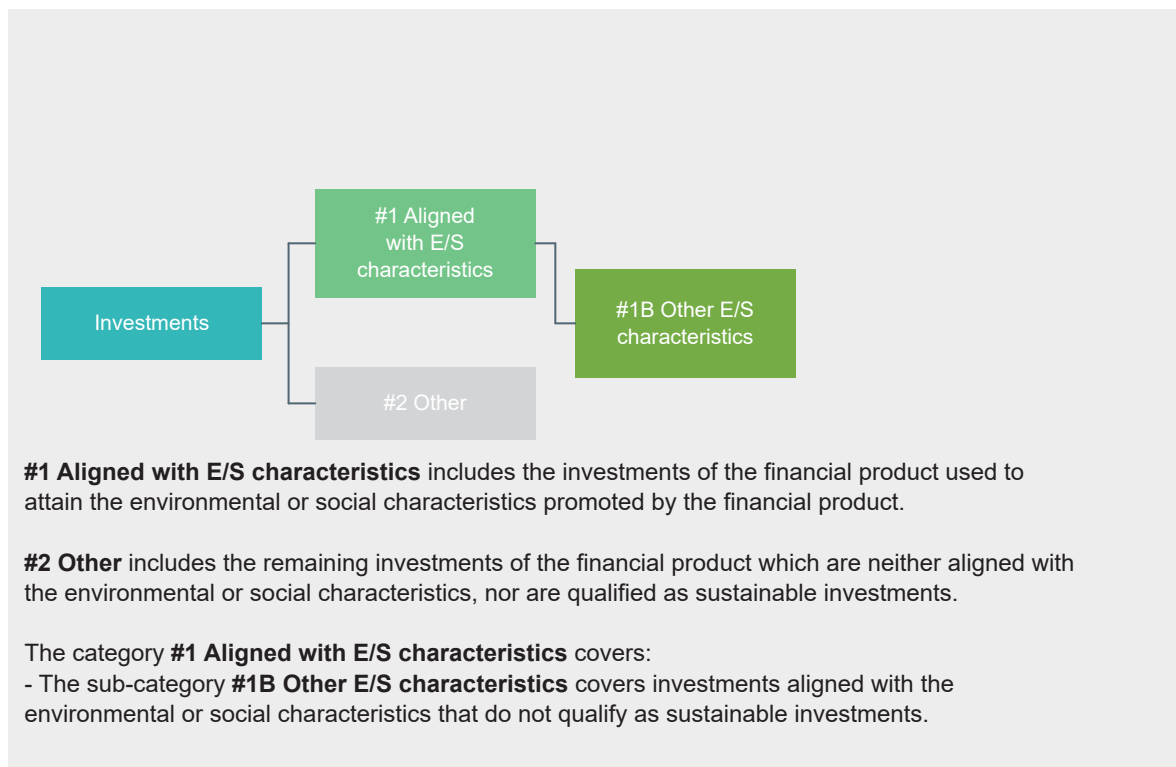 #1 Aligned
with E/S
characteristics
Investments
#1B Other E/S
characteristics
#2 Other
#1 Aligned with E/S characteristics includes the investments of the financial product used to
attain the environmental or social characteristics promoted by the financial product.
#2 Other includes the remaining investments of the financial product which are neither aligned with
the environmental or social characteristics, nor are qualified as sustainable investments.
The category #1 Aligned with E/S characteristics covers:
- The sub-category #1B Other E/S characteristics covers investments aligned with the
environmental or social characteristics that do not qualify as sustainable investments.